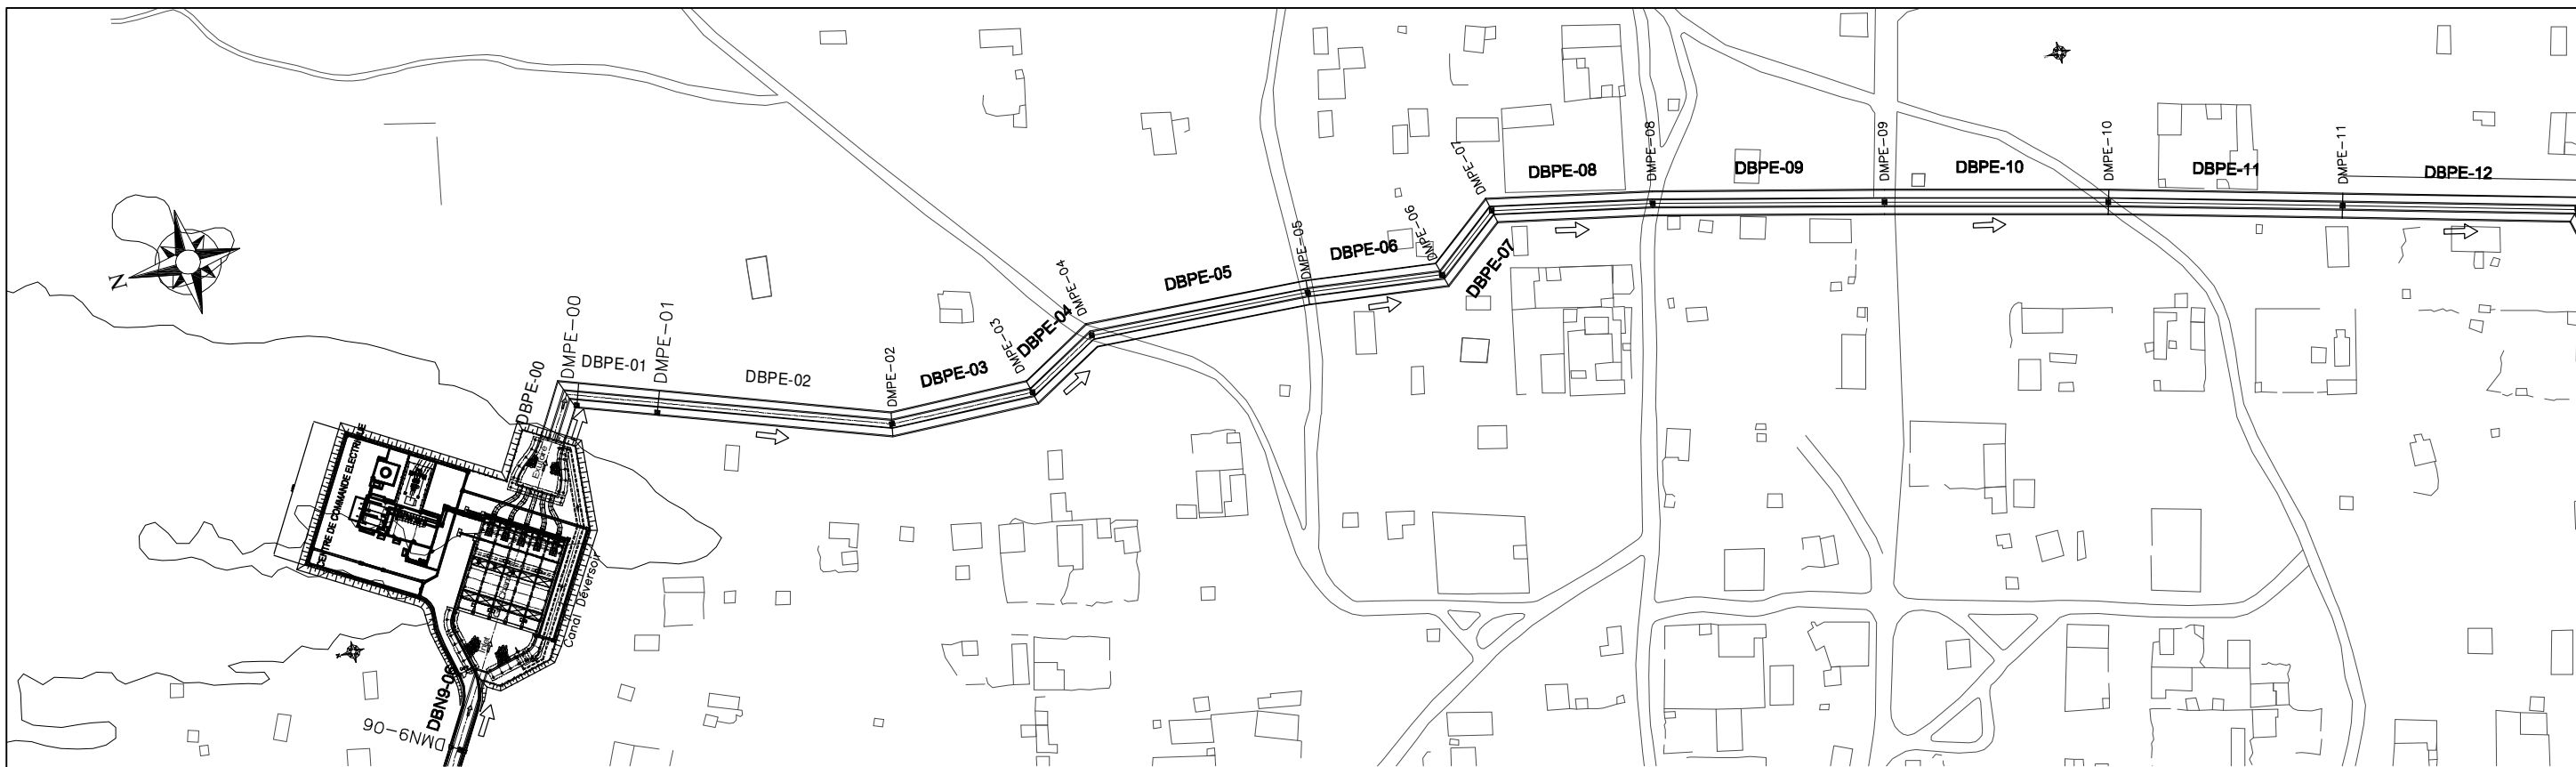 DMPE-08
DMPE-09
DMPE-10
DMPE-11
DMPE-07
DBPE-08
DBPE-09
DBPE-10
DBPE-11
DBPE-12
DMPE-05
DMPE-06
DBPE-06
DBPE-07
DMPE-04
DBPE-05
N
DMPE-00
DMPE-01
DMPE-03
DBPE-04
DMPE-02
DBPE-01
DBPE-02
DBPE-03
DBPE-00
CENTRE DE COMMANDE ELECTRIQUE
Exutoire
Canal Déversoir
DBN9-06
DMN9-06